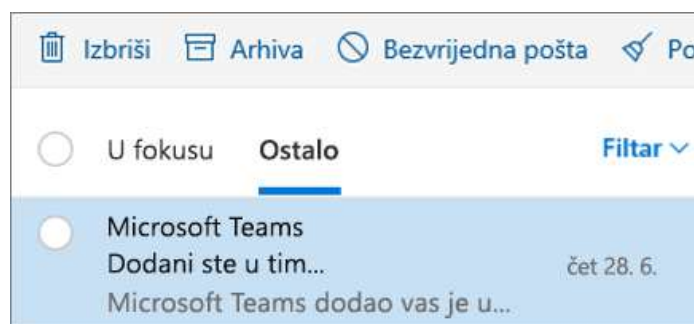 Izbriši Arhiva Bezvrijedna pošta Po
U fokusu Ostalo Filtar
Microsoft Teams
Dodani ste u tim... čet 28. 6.
Microsoft Teams dodao vas je u...